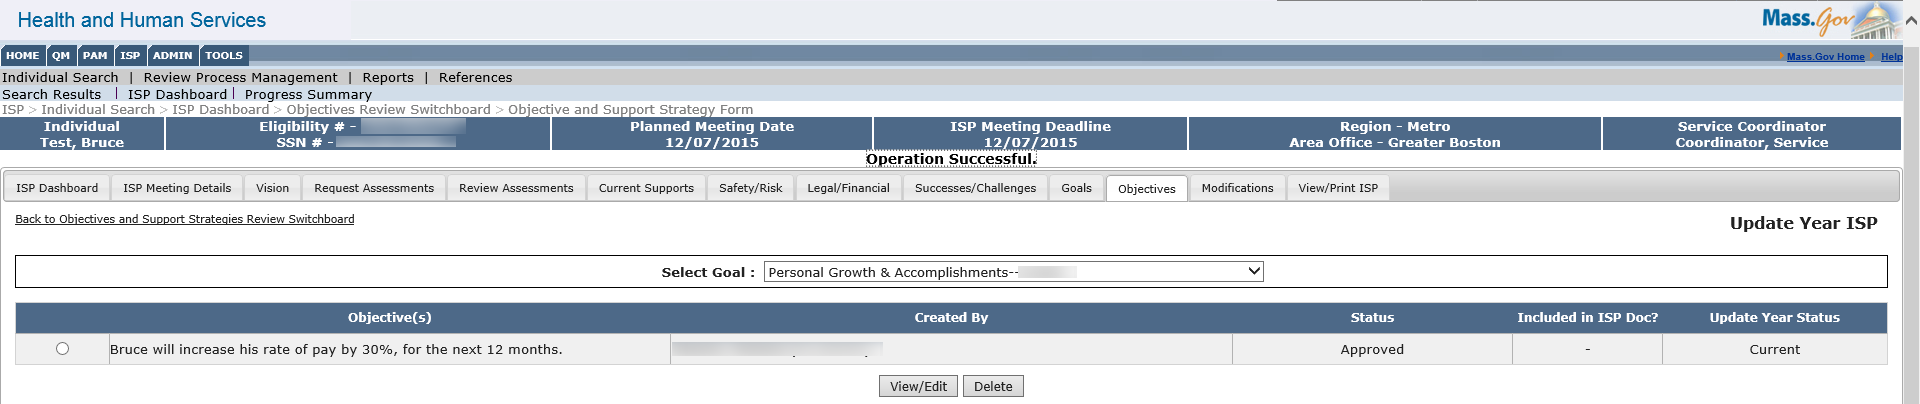 Health and Human Services
Mass.Gov
HOME QM PAM ISP ADMIN TOOLS
Mass.Gov Home Help
Individual Search | Review Process Management | Reports | References
Search Results | ISP Dashboard | Progress Summary
ISP > Individual Search > ISP Dashboard > Objectives Review Switchboard > Objective and Support Strategy Form
Individual Eligibility # - Planned Meeting Date ISP Meeting Deadline Region - Metro Service Coordinator
Test, Bruce SSN # - 12/07/2015 12/07/2015 Area Office - Greater Boston Coordinator, Service
Operation Successful.
ISP Dashboard ISP Meeting Details Vision Request Assessments Review Assessments Current Supports Safety/Risk Legal/Financial Successes/Challenges Goals Objectives Modifications View/Print ISP
Back to Objectives and Support Strategies Review Switchboard
Update Year ISP
Select Goal : Personal Growth & Accomplishments--
Objective(s) Created By Status Included in ISP Doc? Update Year Status
Bruce will increase his rate of pay by 30%, for the next 12 months. Approved - Current
View/Edit Delete